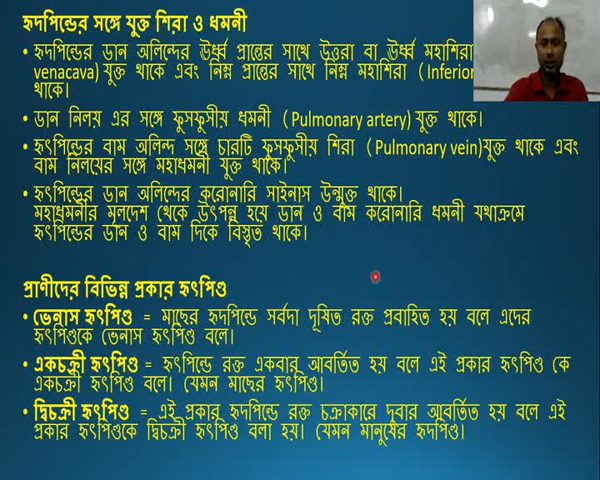 হৃদপিন্ডের সঙ্গে যুক্ত শিরা ও ধমনী
• হৃদপিন্ডের ডান অলিন্দের ঊর্ধ্ব প্রান্তের সাথে উত্তরা বা ঊর্ধ্ব মহাশিরা
venacava) যুক্ত থাকে এবং নিম্ন প্রান্তের সাথে নিম্ন মহাশিরা (Inferior
থাকে।
• ডান নিলয় এর সঙ্গে ফুসফুসীয় ধমনী (Pulmonary artery) যুক্ত থাকে।
• হৃৎপিন্ডের বাম অলিন্দ সঙ্গে চারটি ফুসফুসীয় শিরা (Pulmonary vein)যুক্ত থাকে এবং
বাম নিলয়ের সঙ্গে মহাধমনী যুক্ত থাকে।
• হৃৎপিন্ডের ডান অলিন্দের করোনারি সাইনাস উন্মুক্ত থাকে।
মহাধমনীর মূলদেশ থেকে উৎপন্ন হয়ে ডান ও বাম করোনারি ধমনী যথাক্রমে
হৃৎপিন্ডের ডান ও বাম দিকে বিস্তৃত থাকে।
প্রাণীদের বিভিন্ন প্রকার হৃৎপিণ্ড
• ভেনাস হৃৎপিণ্ড = মাছের হৃদপিন্ডে সর্বদা দূষিত রক্ত প্রবাহিত হয় বলে এদের
হৃৎপিণ্ডকে ভেনাস হৃৎপিণ্ড বলে।
• একচক্রী হৃৎপিণ্ড = হৃৎপিন্ডে রক্ত একবার আবর্তিত হয় বলে এই প্রকার হৃৎপিণ্ড কে
একচক্রী হৃৎপিণ্ড বলে। যেমন মাছের হৃৎপিণ্ড।
• দ্বিচক্রী হৃৎপিণ্ড = এই প্রকার হৃদপিন্ডে রক্ত চক্রাকারে দুবার আবর্তিত হয় বলে এই
প্রকার হৃৎপিণ্ডকে দ্বিচক্রী হৃৎপিণ্ড বলা হয়। যেমন মানুষের হৃদপিণ্ড।